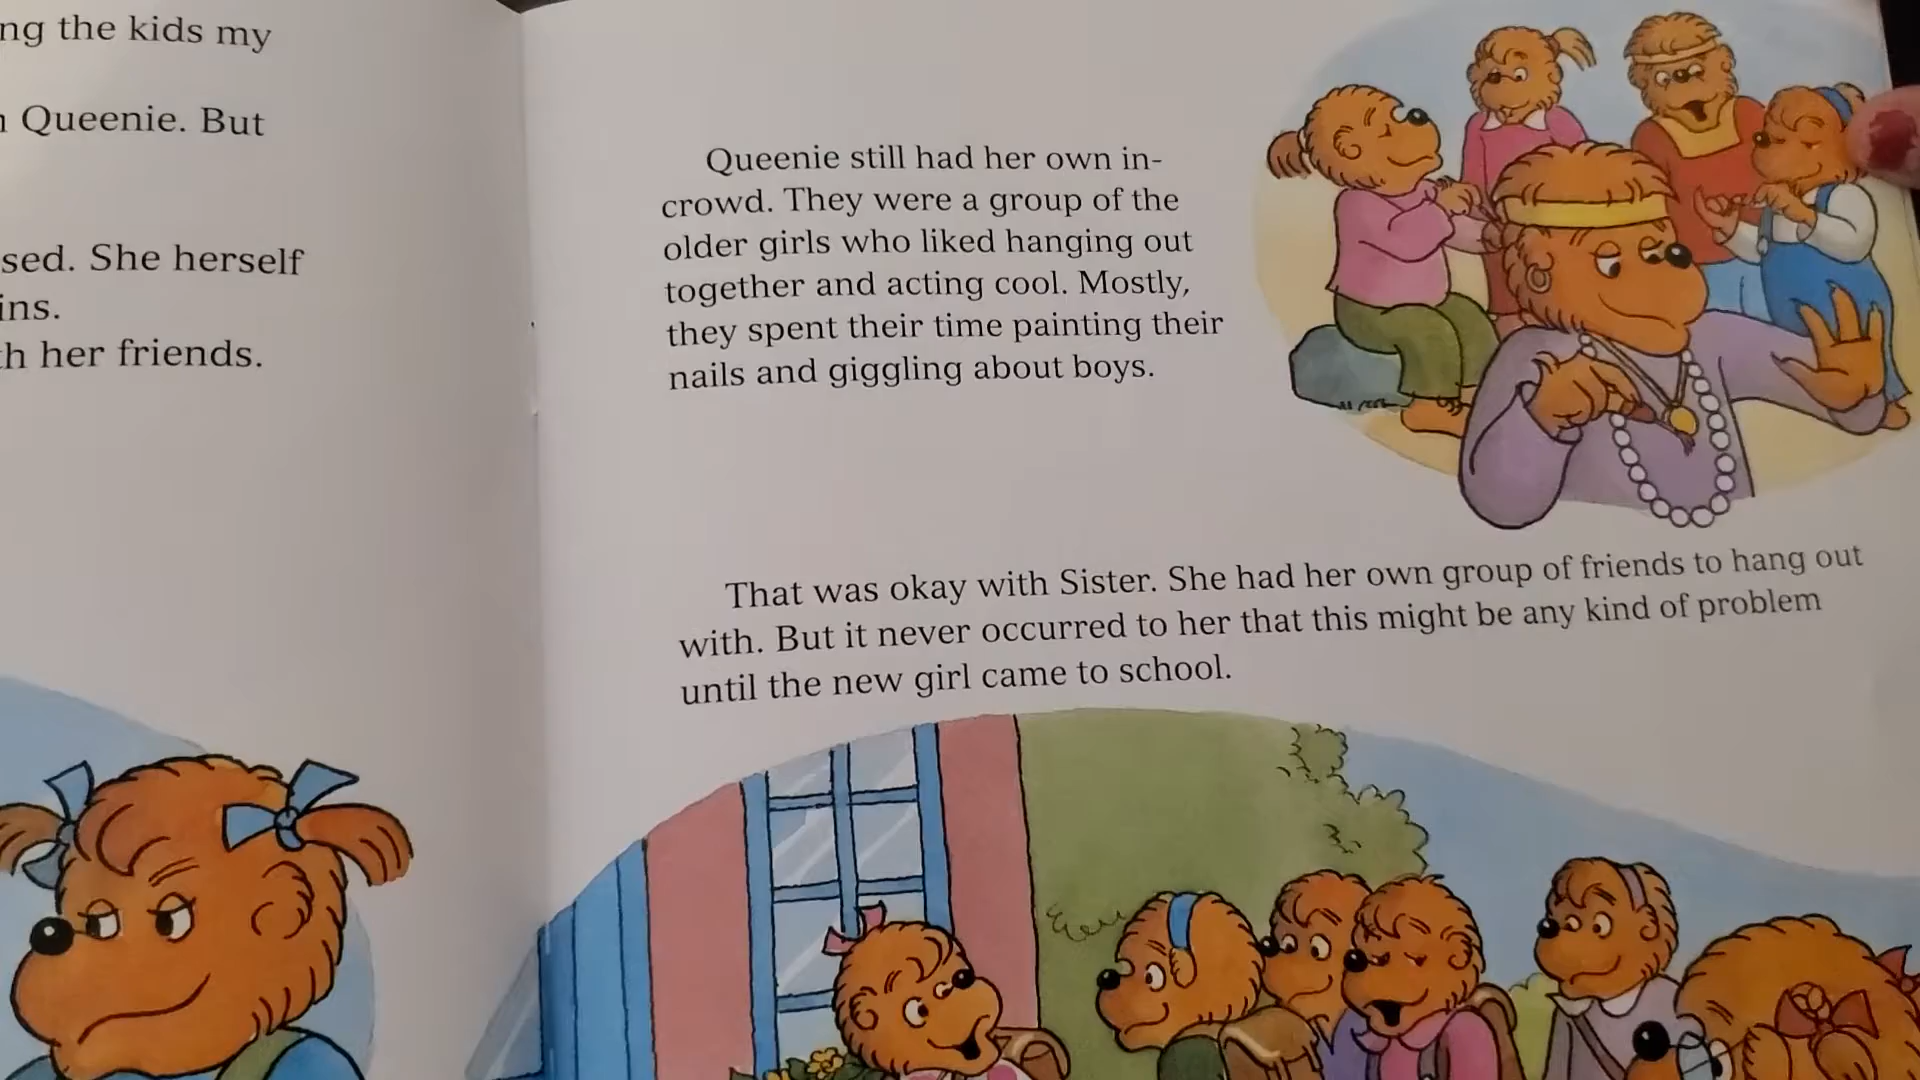 ng the kids my
Queenie. But
sed. She herself
ins.
h her friends.
Queenie still had her own in-
crowd. They were a group of the
older girls who liked hanging out
together and acting cool. Mostly,
they spent their time painting their
nails and giggling about boys.
That was okay with Sister. She had her own group of friends to hang out
with. But it never occurred to her that this might be any kind of problem
until the new girl came to school.